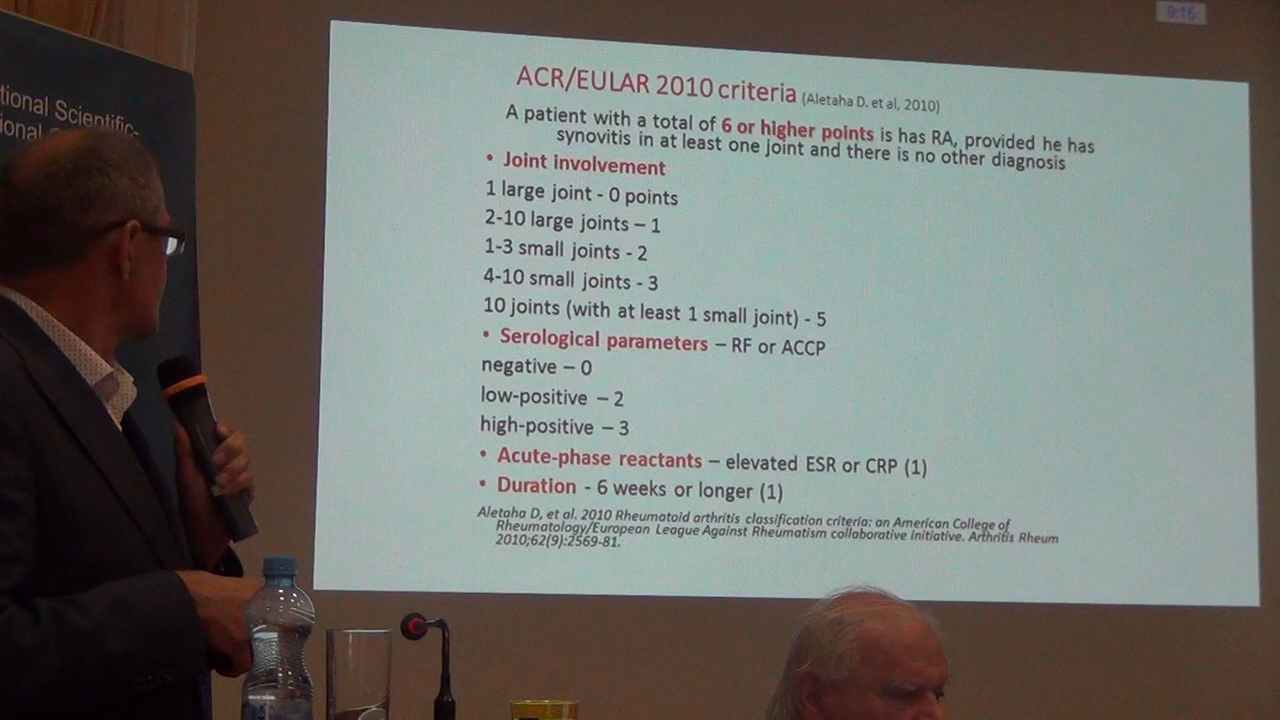 tional Scientific-
ional
9:15
ACR/EULAR 2010 criteria (Aletaha D. et al, 2010)
A patient with a total of 6 or higher points is has RA, provided he has
synovitis in at least one joint and there is no other diagnosis
• Joint involvement
1 large joint - 0 points
2-10 large joints – 1
1-3 small joints - 2
4-10 small joints - 3
10 joints (with at least 1 small joint) - 5
• Serological parameters – RF or ACCP
negative – 0
low-positive – 2
high-positive – 3
• Acute-phase reactants – elevated ESR or CRP (1)
• Duration - 6 weeks or longer (1)
Aletaha D, et al. 2010 Rheumatoid arthritis classification criteria: an American College of
Rheumatology/European League Against Rheumatism collaborative initiative. Arthritis Rheum
2010;62(9):2569-81.